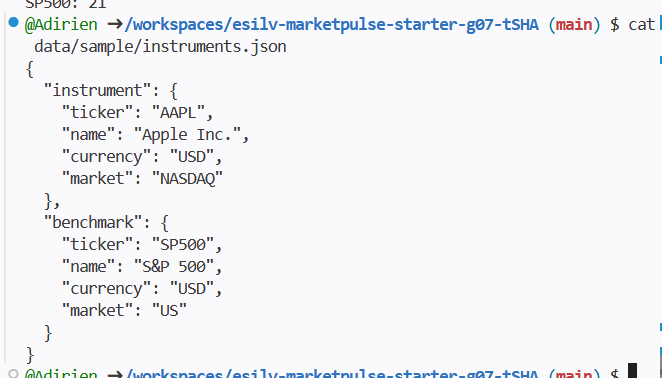 SP500: 21
@Adirien →/workspaces/esilv-marketpulse-starter-g07-tSHA (main) $ cat
data/sample/instruments.json
{
  "instrument": {
    "ticker": "AAPL",
    "name": "Apple Inc.",
    "currency": "USD",
    "market": "NASDAQ"
  },
  "benchmark": {
    "ticker": "SP500",
    "name": "S&P 500",
    "currency": "USD",
    "market": "US"
  }
}
@Adirien →/workspaces/esilv-marketpulse-starter-g07-tSHA (main) $